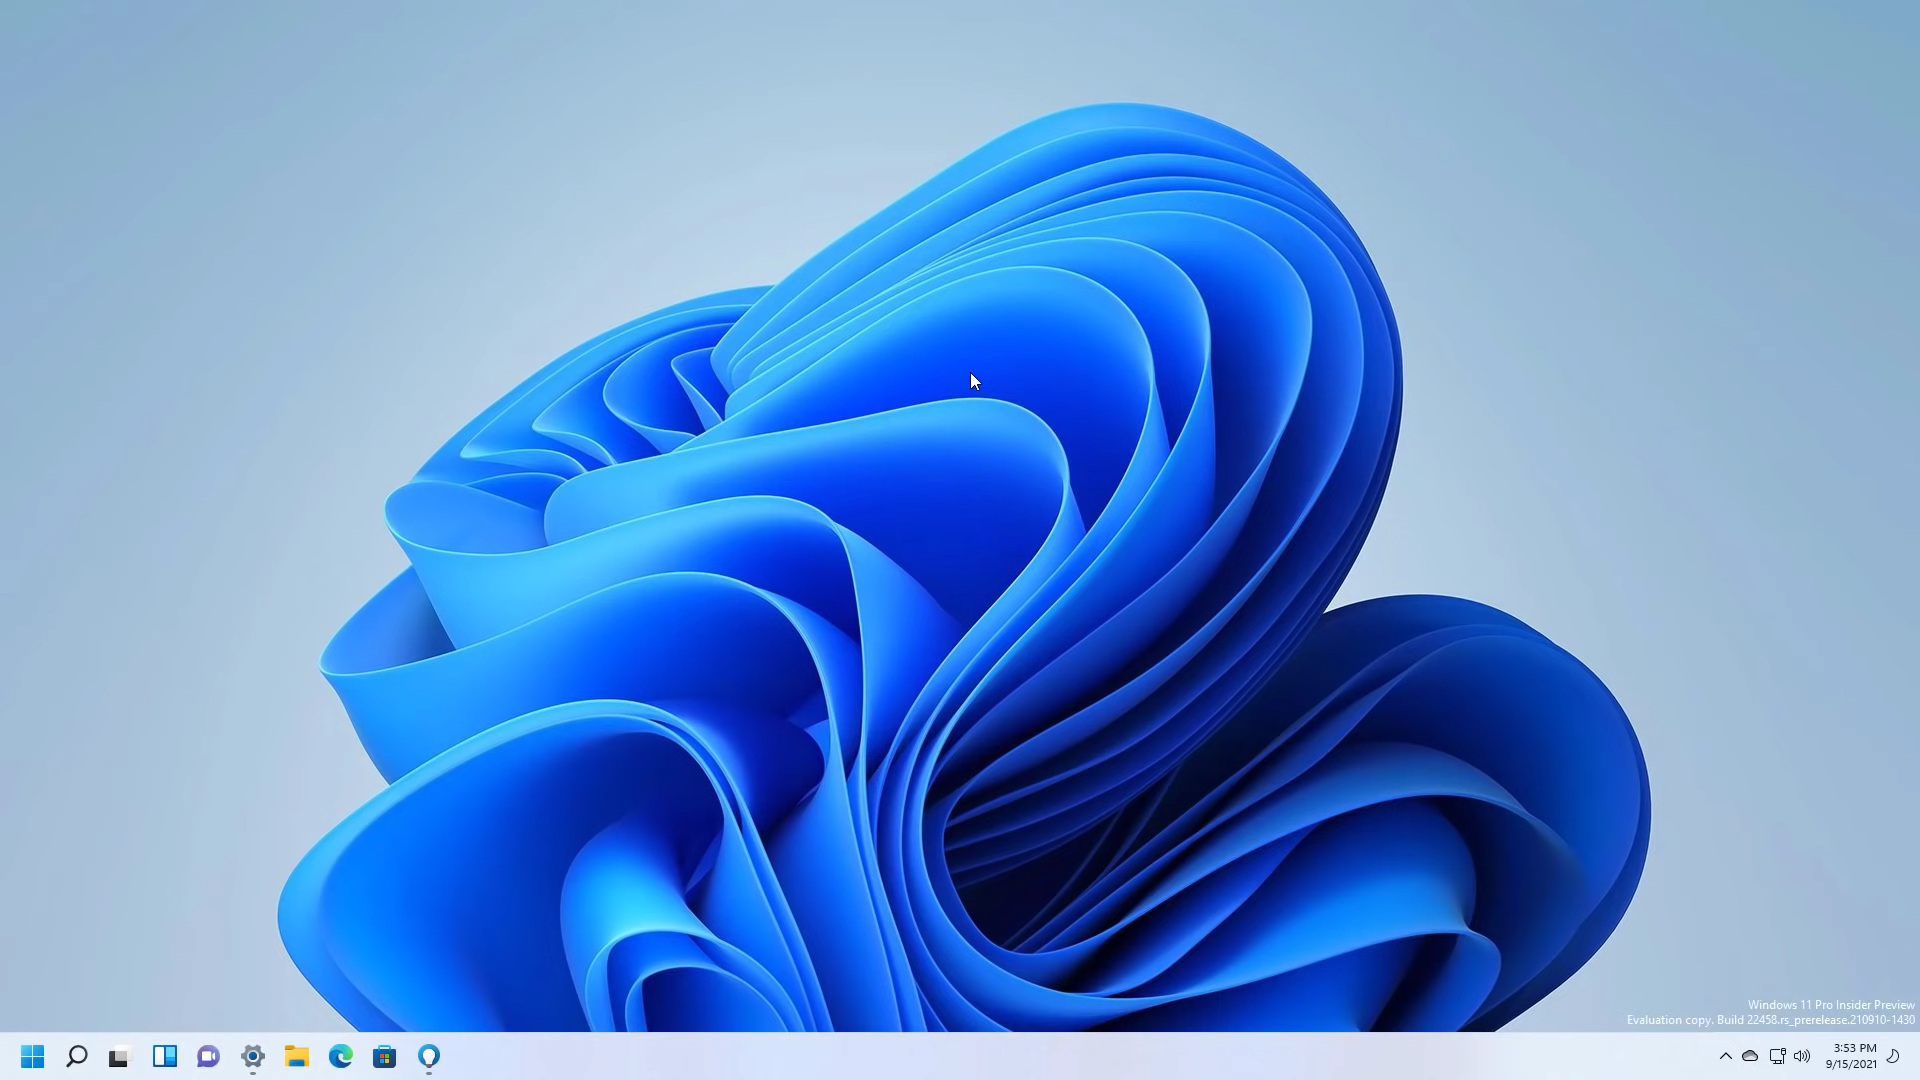 Windows 11 Pro Insider Preview
Evaluation copy. Build 22458.rs_prerelease.210910-1430
3:53 PM
9/15/2021